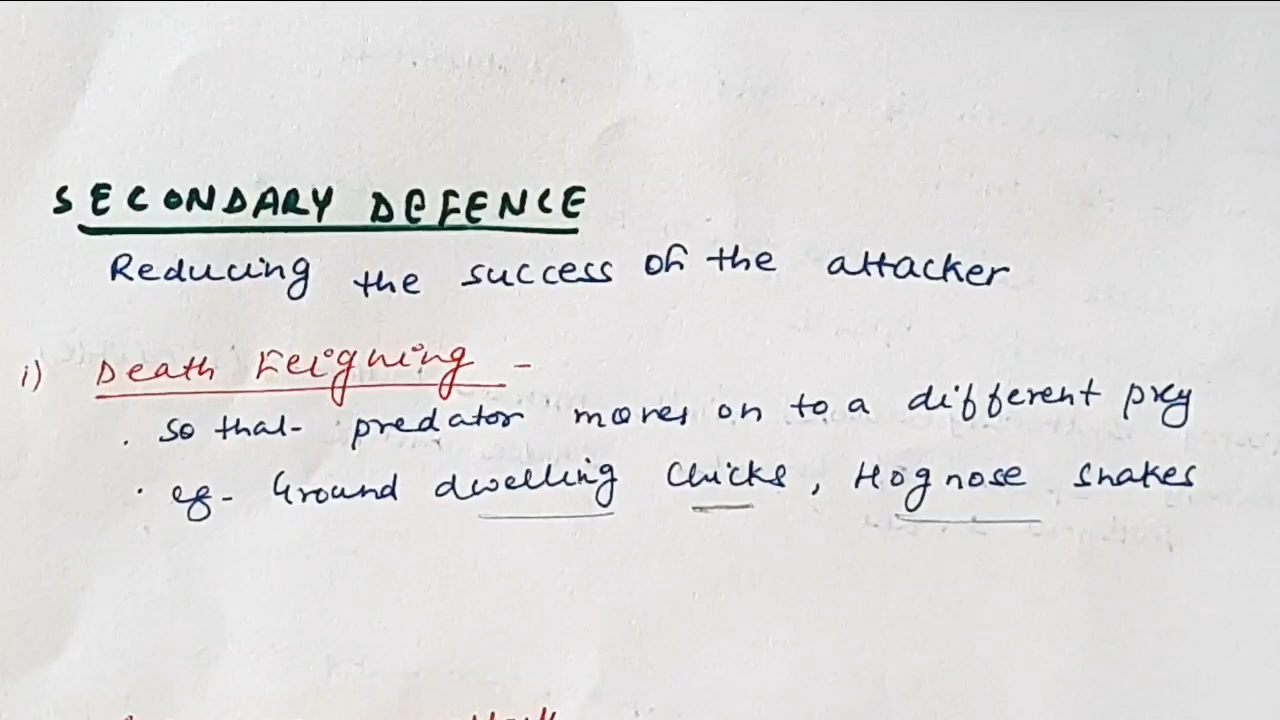 SECONDARY DEFENCE
Reducing the success of the attacker
i) Death Feigning -
. so that predator moves on to a different prey
. eg - Ground dwelling Chicks, Hognose snakes